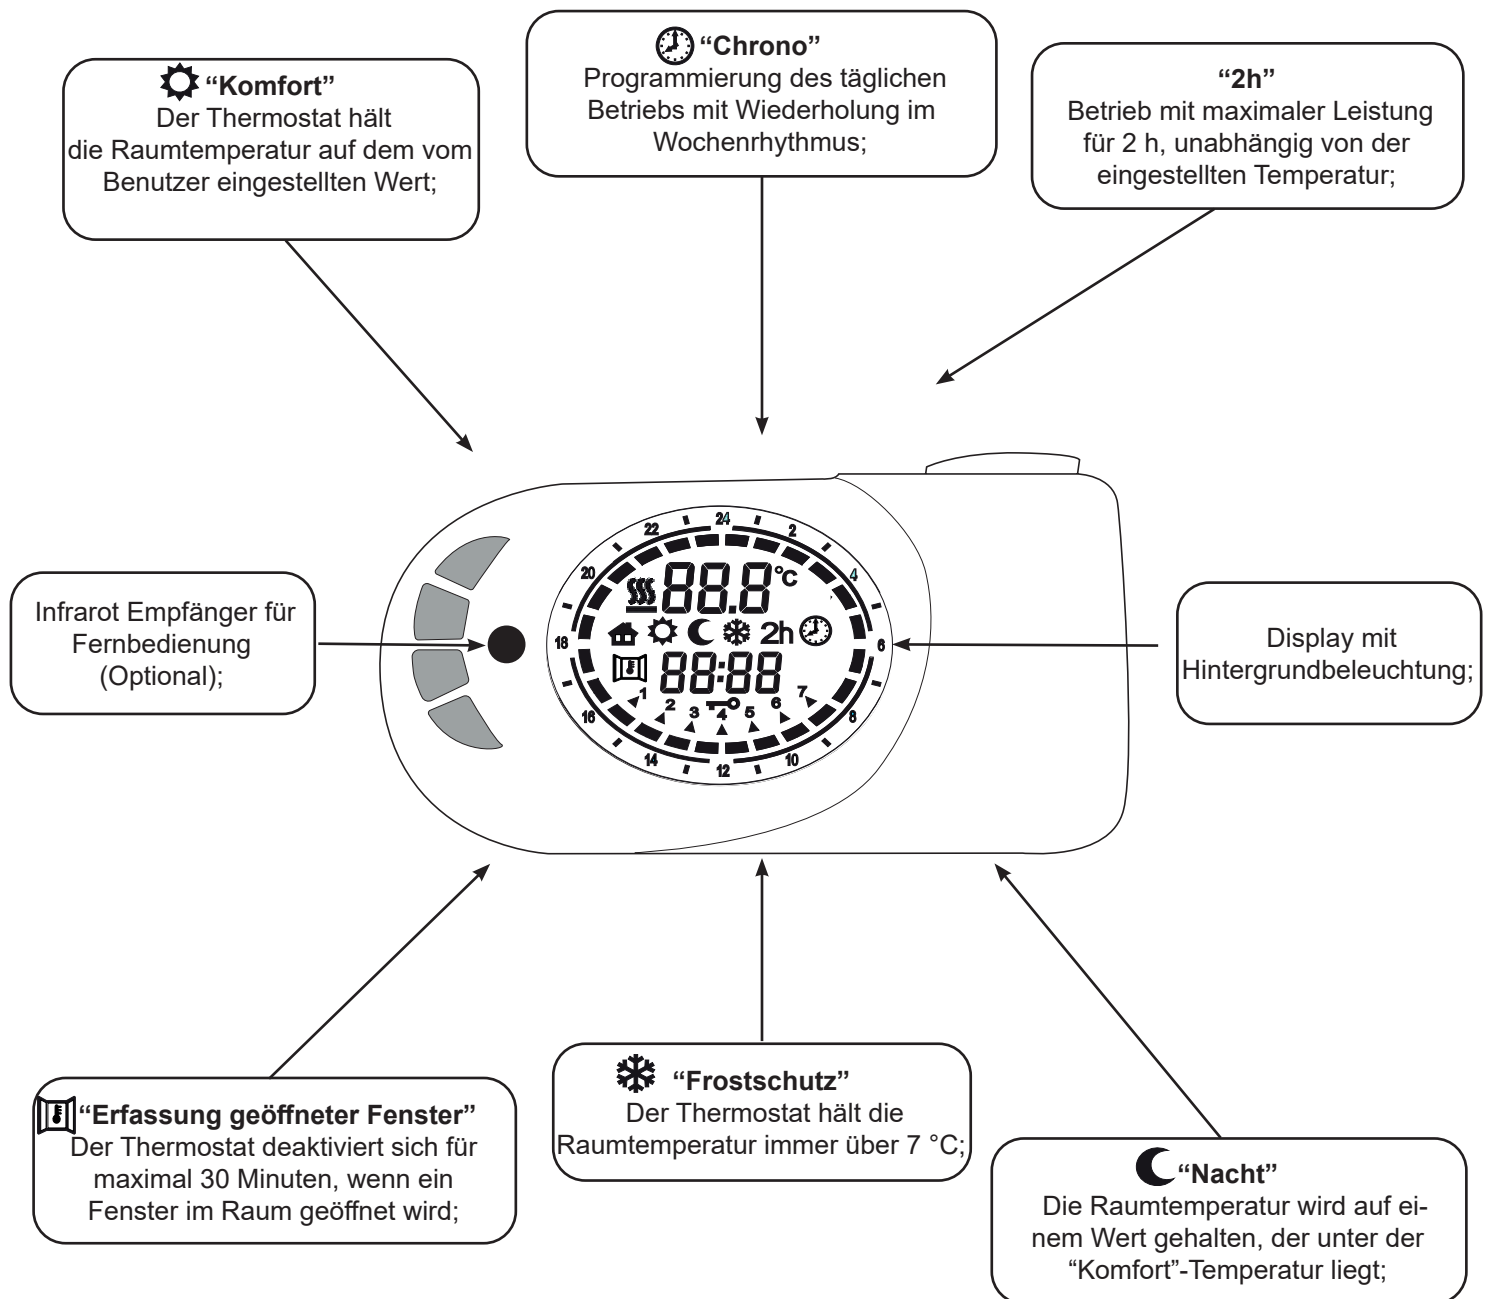 “Komfort”
Der Thermostat hält
die Raumtemperatur auf dem vom
Benutzer eingestellten Wert;
“Chrono”
Programmierung des täglichen
Betriebs mit Wiederholung im
Wochenrhythmus;
“2h”
Betrieb mit maximaler Leistung
für 2 h, unabhängig von der
eingestellten Temperatur;
Infrarot Empfänger für
Fernbedienung
(Optional);
22 24 2
20 4
88.8 °C
2h
18 6
88:88
1 2 3 4 5 6 7
16 8
14 12 10
Display mit
Hintergrundbeleuchtung;
“Erfassung geöffneter Fenster”
Der Thermostat deaktiviert sich für
maximal 30 Minuten, wenn ein
Fenster im Raum geöffnet wird;
“Frostschutz”
Der Thermostat hält die
Raumtemperatur immer über 7 °C;
“Nacht”
Die Raumtemperatur wird auf ei-
nem Wert gehalten, der unter der
“Komfort”-Temperatur liegt;